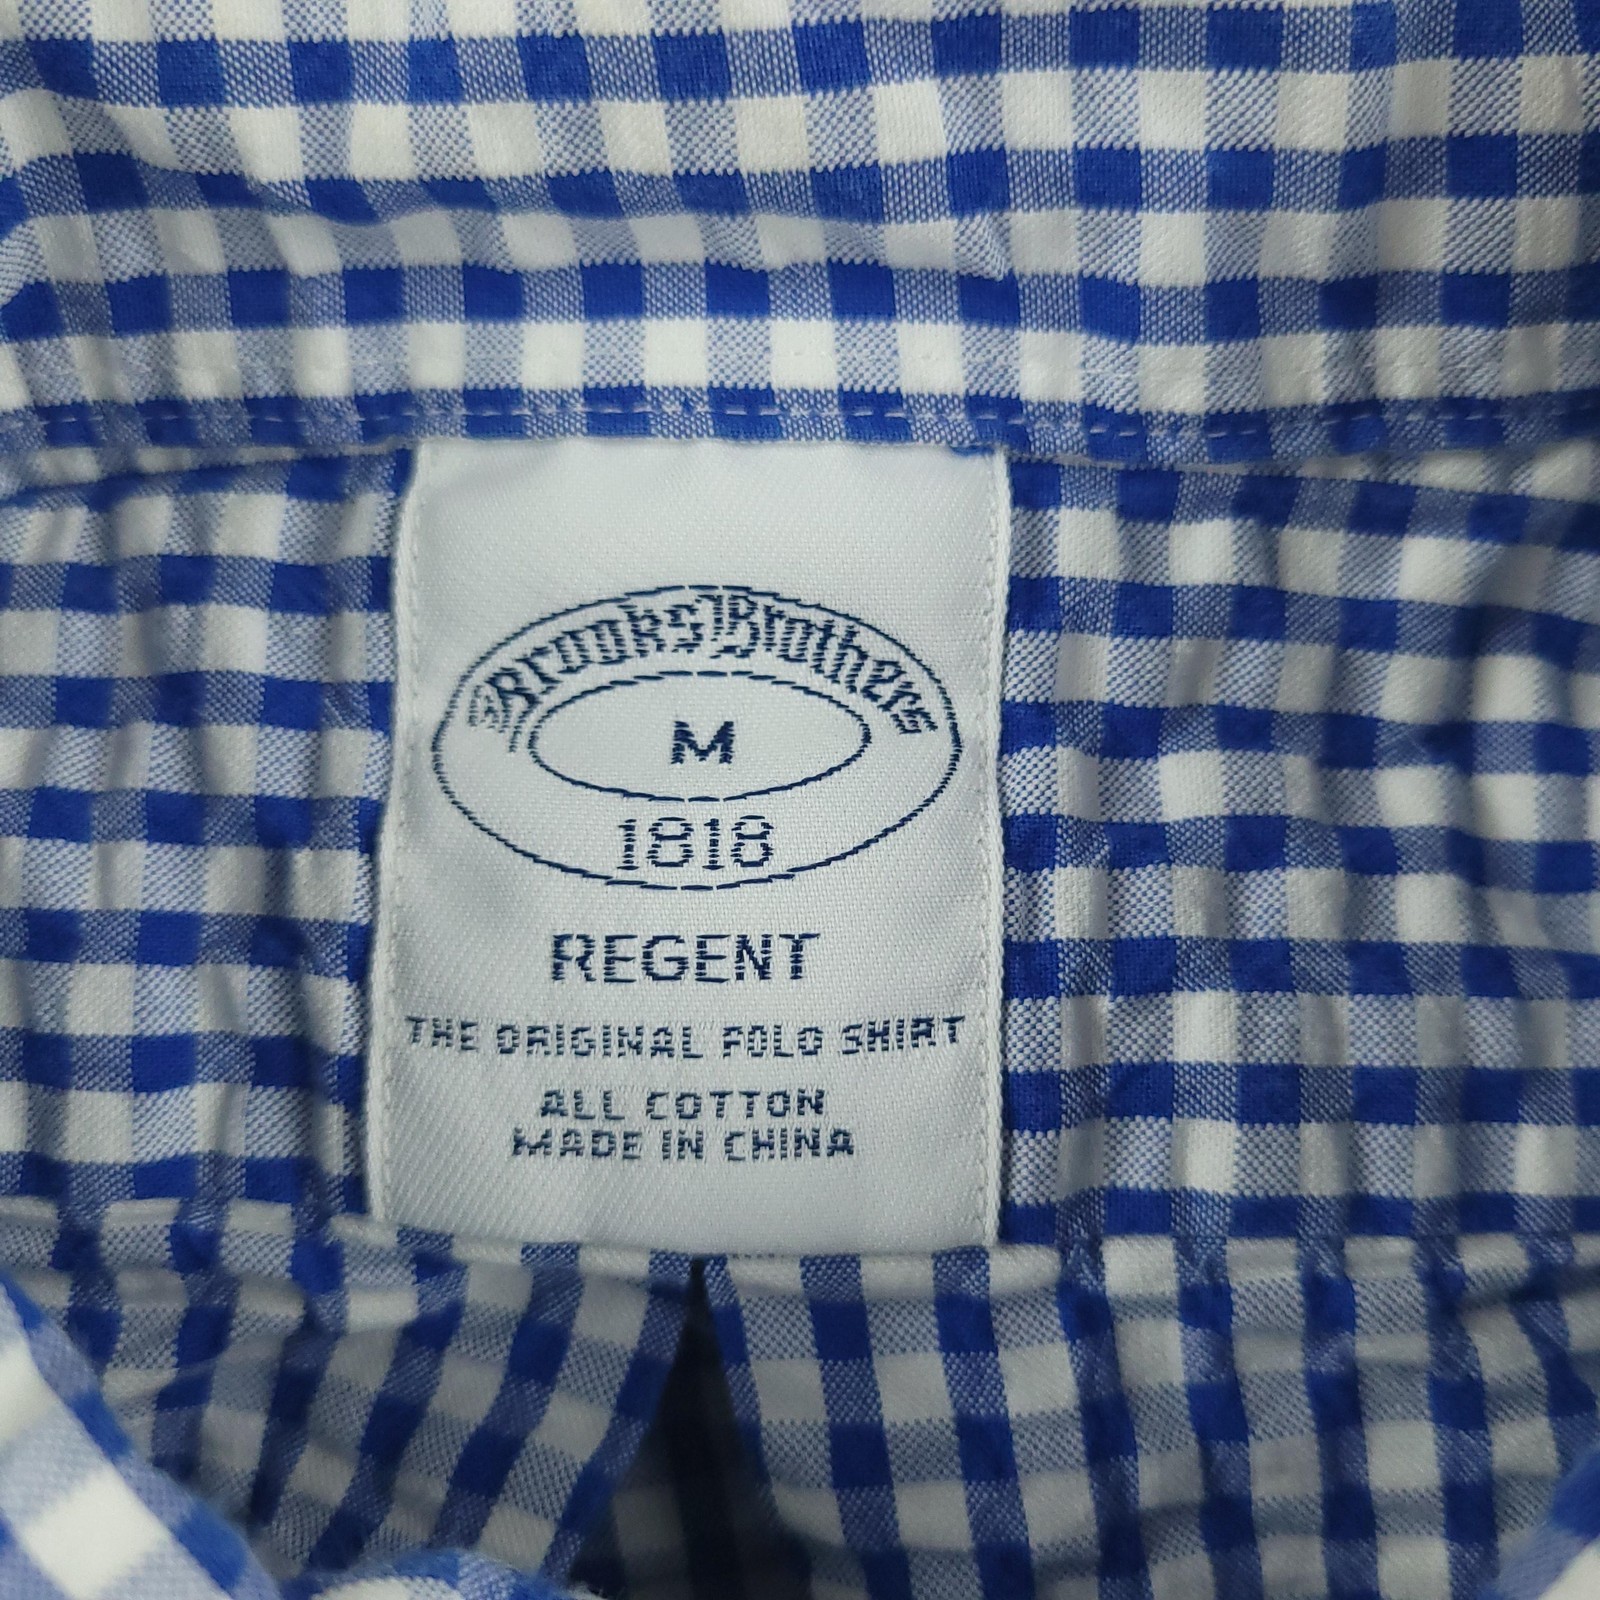 Brooks Brothers
M
1818
REGENT
THE ORIGINAL POLO SHIRT
ALL COTTON
MADE IN CHINA